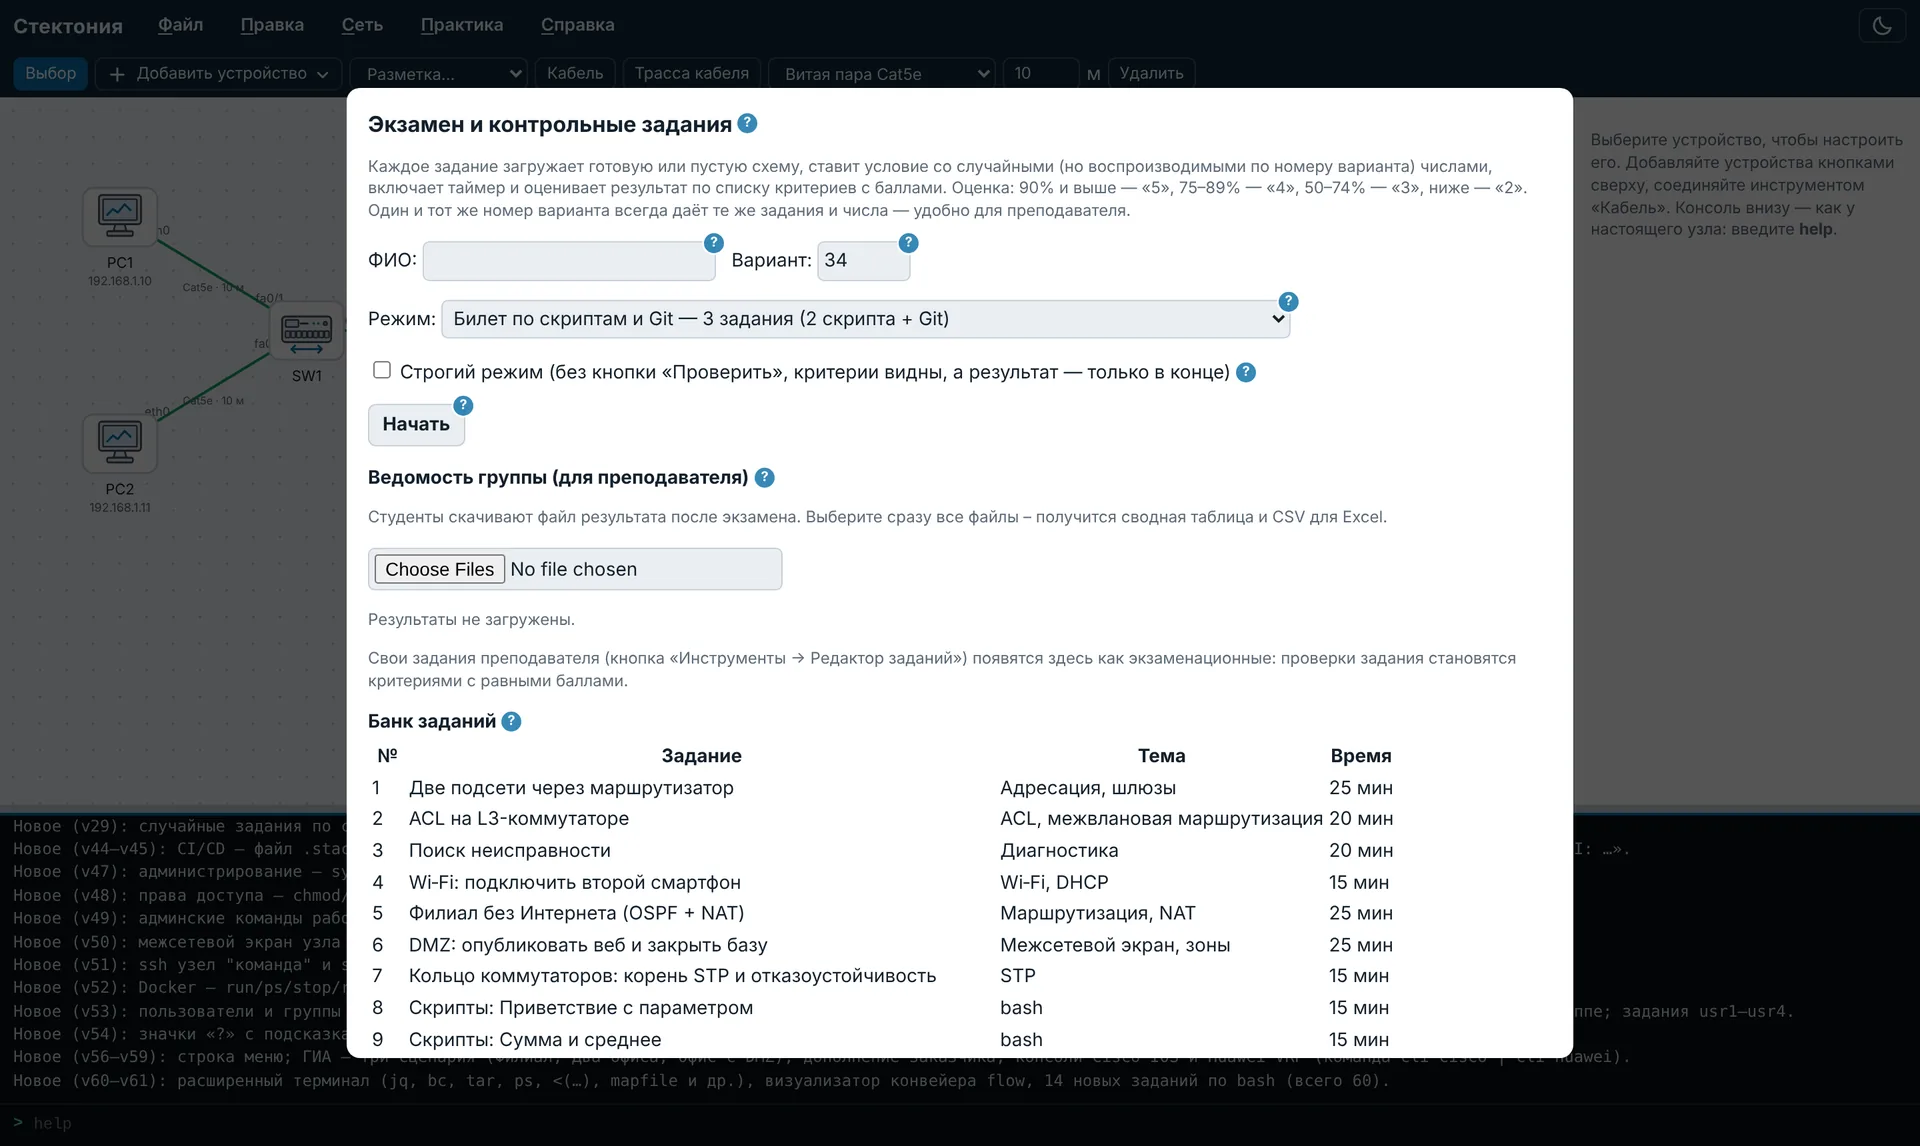 Стектония Файл Правка Сеть Практика Справка
Выбор + Добавить устройство Разметка... Кабель Трасса кабеля Витая пара Cat5e 10 м Удалить
Экзамен и контрольные задания ?
Каждое задание загружает готовую или пустую схему, ставит условие со случайными (но воспроизводимыми по номеру варианта) числами,
включает таймер и оценивает результат по списку критериев с баллами. Оценка: 90% и выше — «5», 75–89% — «4», 50–74% — «3», ниже — «2».
Один и тот же номер варианта всегда даёт те же задания и числа — удобно для преподавателя.
ФИО: ? Вариант: 34 ?
Режим: Билет по скриптам и Git — 3 задания (2 скрипта + Git) ?
Строгий режим (без кнопки «Проверить», критерии видны, а результат — только в конце) ?
Начать ?
Ведомость группы (для преподавателя) ?
Студенты скачивают файл результата после экзамена. Выберите сразу все файлы – получится сводная таблица и CSV для Excel.
Choose Files No file chosen
Результаты не загружены.
Свои задания преподавателя (кнопка «Инструменты → Редактор заданий») появятся здесь как экзаменационные: проверки задания становятся
критериями с равными баллами.
Банк заданий ?
№ Задание Тема Время
1 Две подсети через маршрутизатор Адресация, шлюзы 25 мин
2 ACL на L3-коммутаторе ACL, межвлановая маршрутизация 20 мин
3 Поиск неисправности Диагностика 20 мин
4 Wi-Fi: подключить второй смартфон Wi-Fi, DHCP 15 мин
5 Филиал без Интернета (OSPF + NAT) Маршрутизация, NAT 25 мин
6 DMZ: опубликовать веб и закрыть базу Межсетевой экран, зоны 25 мин
7 Кольцо коммутаторов: корень STP и отказоустойчивость STP 15 мин
8 Скрипты: Приветствие с параметром bash 15 мин
9 Скрипты: Сумма и среднее bash 15 мин
PC1
192.168.1.10
Cat5e · 10 м
fa0/1
SW1
eth0
Cat5e · 10 м
PC2
192.168.1.11
Выберите устройство, чтобы настроить
его. Добавляйте устройства кнопками
сверху, соединяйте инструментом
«Кабель». Консоль внизу — как у
настоящего узла: введите help.
Новое (v29): случайные задания по
Новое (v44–v45): CI/CD — файл I: …».
Новое (v47): администрирование —
Новое (v48): права доступа — chmod/
Новое (v49): админские команды
Новое (v50): межсетевой экран узла
Новое (v51): ssh узел "команда" и
Новое (v52): Docker — run/ps/stop/
Новое (v53): пользователи и группы задания usr1–usr4.
Новое (v54): значки «?» с
Новое (v56–v59): строка меню; ГИА —
Новое (v60–v61): расширенный терминал (jq, bc, tar, ps, <(…), mapfile и др.), визуализатор конвейера flow, 14 новых заданий по bash (всего 60).
> help